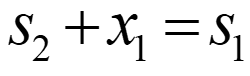 s₂ + x₁ = s₁